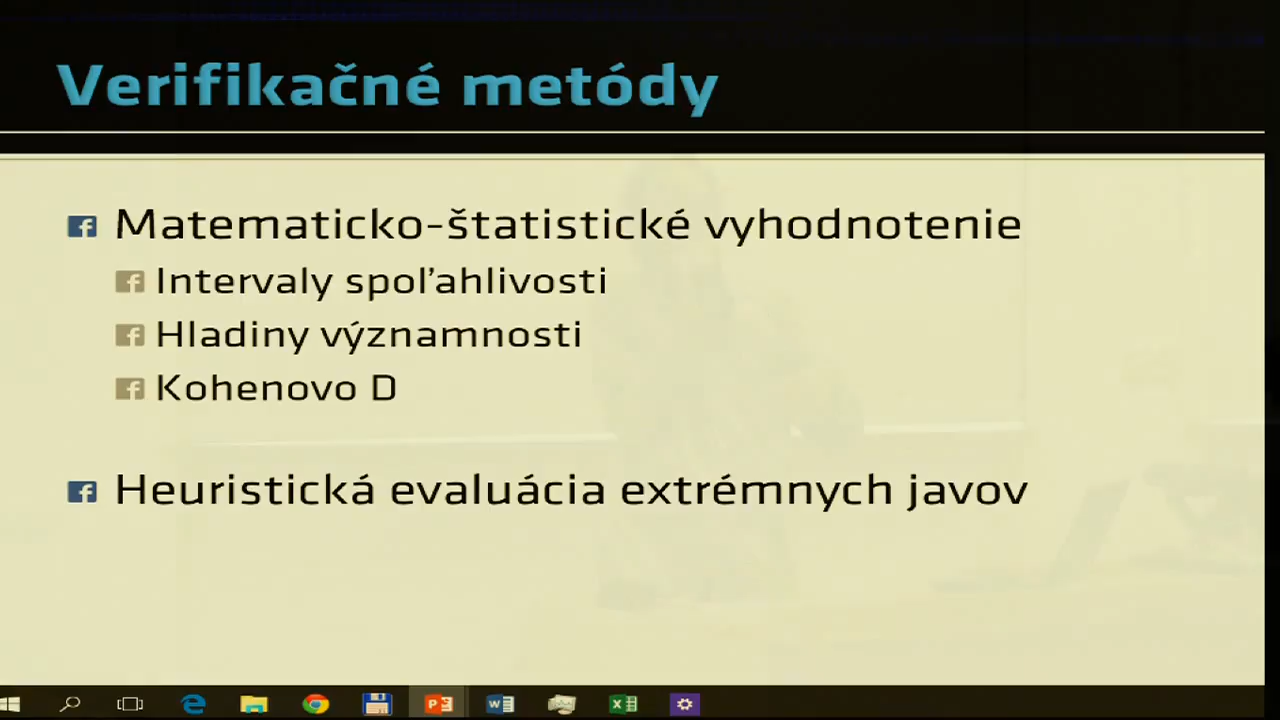 Verifikačné metódy
Matematicko-štatistické vyhodnotenie
Intervaly spoľahlivosti
Hladiny významnosti
Kohenovo D
Heuristická evaluácia extrémnych javov